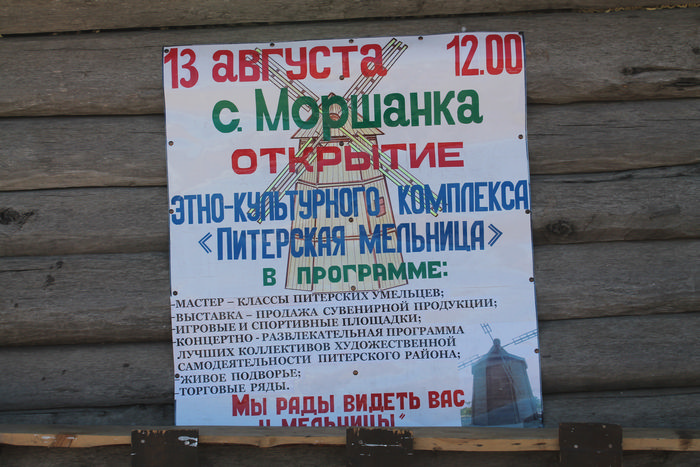 13 августа 12.00
с. Моршанка
ОТКРЫТИЕ
ЭТНО-КУЛЬТУРНОГО КОМПЛЕКСА
«ПИТЕРСКАЯ МЕЛЬНИЦА»
В ПРОГРАММЕ:
-МАСТЕР – КЛАССЫ ПИТЕРСКИХ УМЕЛЬЦЕВ;
-ВЫСТАВКА – ПРОДАЖА СУВЕНИРНОЙ ПРОДУКЦИИ;
-ИГРОВЫЕ И СПОРТИВНЫЕ ПЛОЩАДКИ;
-КОНЦЕРТНО - РАЗВЛЕКАТЕЛЬНАЯ ПРОГРАММА
ЛУЧШИХ КОЛЛЕКТИВОВ ХУДОЖЕСТВЕННОЙ
САМОДЕЯТЕЛЬНОСТИ ПИТЕРСКОГО РАЙОНА;
-ЖИВОЕ ПОДВОРЬЕ;
-ТОРГОВЫЕ РЯДЫ.
МЫ РАДЫ ВИДЕТЬ ВАС
У МЕЛЬНИЦЫ